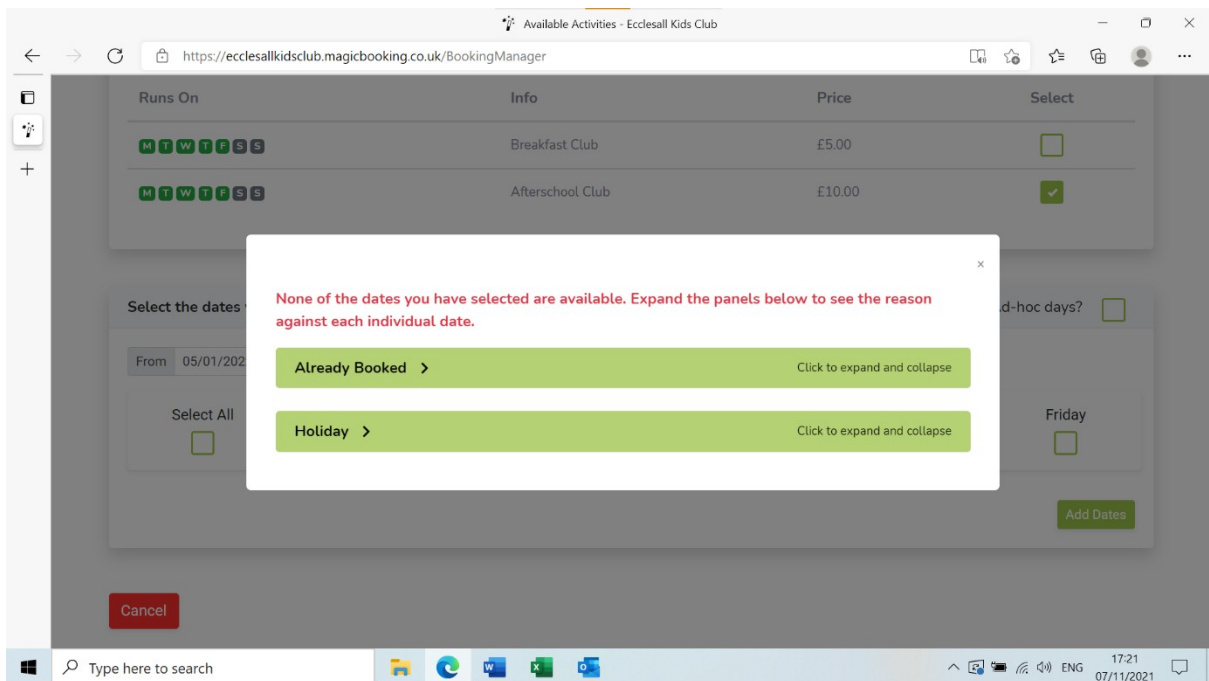 Available Activities - Ecclesall Kids Club
https://ecclesallkidsclub.magicbooking.co.uk/BookingManager
Runs On Info Price Select
M T W T F S S Breakfast Club £5.00
M T W T F S S Afterschool Club £10.00
×
None of the dates you have selected are available. Expand the panels below to see the reason
against each individual date.
Select the dates d-hoc days?
From 05/01/202
Already Booked > Click to expand and collapse
Select All Friday
Holiday > Click to expand and collapse
Add Dates
Cancel
Type here to search
ENG 17:21
07/11/2021